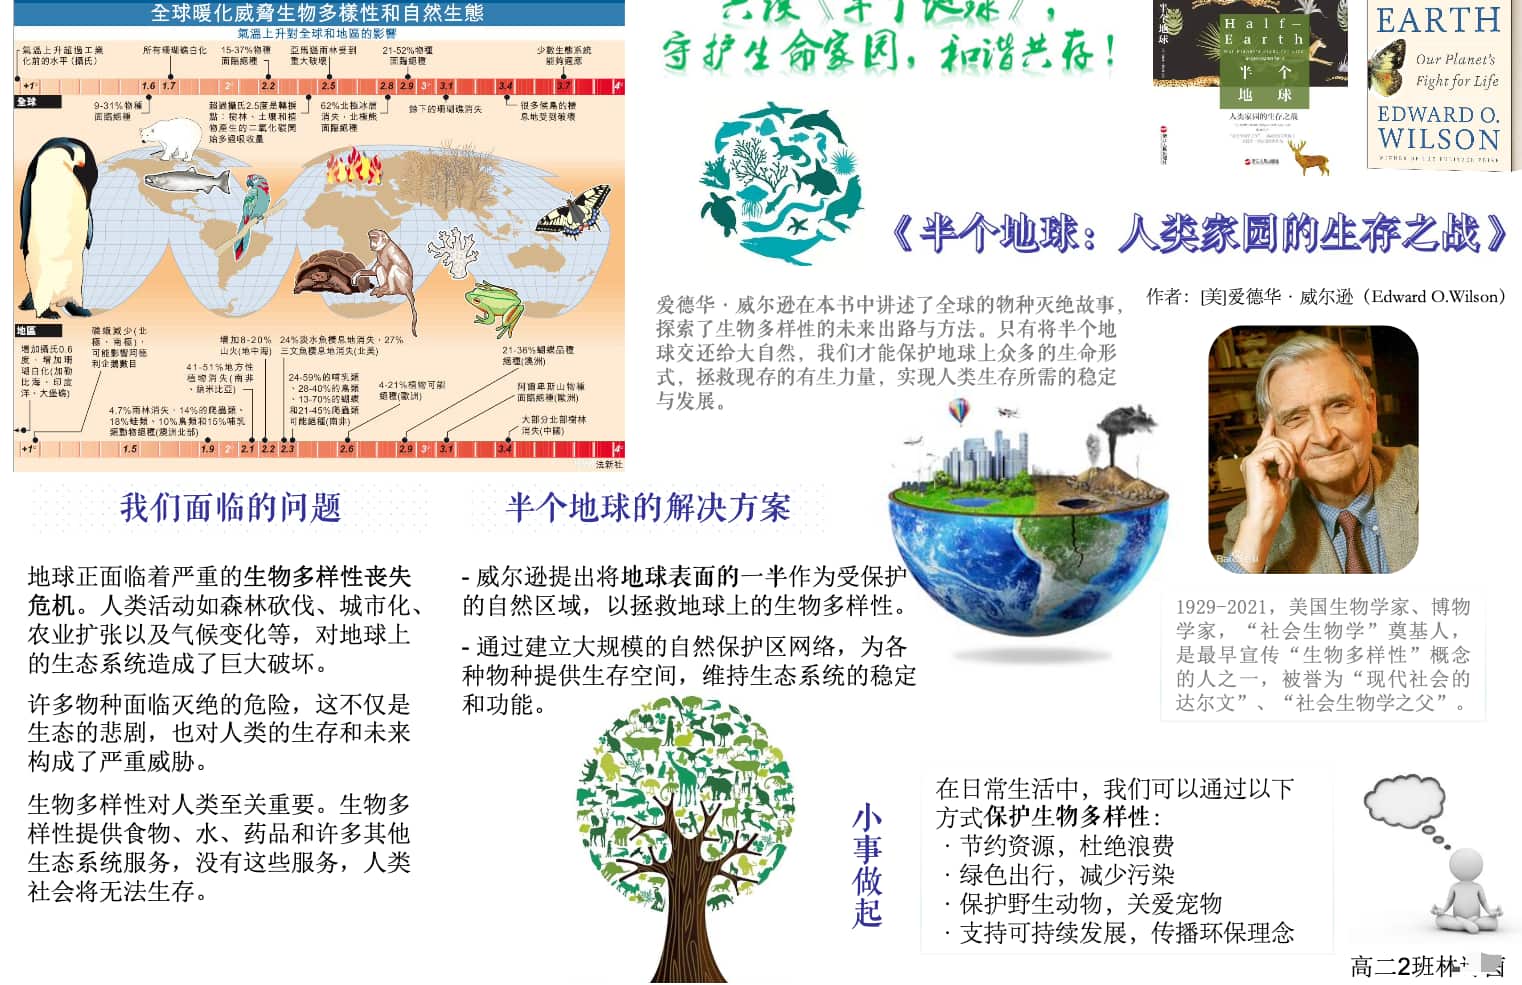 全球暖化威脅生物多樣性和自然生態
氣溫上升對全球和地區的影響
氣溫上升超過工業
化前的水平 (攝氏)
所有珊瑚礁白化
15-37%物種
面臨絕種
亞馬遜雨林受到
重大破壞
21-52%物種
面臨絕種
少數生態系統
能夠適應
+1° 1.6 1.7 2° 2.2 2.5 2.8 2.9 3° 3.1 3.4 3.7 4°
全球
9-31%物種
面臨絕種
超過攝氏2.5度是轉捩
點：樹林、土壤和植
物產生的二氧化碳開
始多過吸收量
62%北極冰層
消失，北極熊
面臨絕種
餘下的珊瑚礁消失
很多候鳥的棲
息地受到破壞
地區
增加攝氏0.6
度，增加珊
瑚白化(加勒
比海、印度
洋、大堡礁)
磷蝦減少(北
極、南極)，
可能影響阿德
利企鵝數目
增加8-20%
山火(地中海)
24%淡水魚棲息地消失，27%
三文魚棲息地消失(北美)
41-51%地方性
植物消失(南非
、納米比亞)
24-59%的哺乳類
、28-40%的鳥類
、13-70%的蝴蝶
和21-45%爬蟲類
可能絕種(南非)
4-21%植物可能
絕種(歐洲)
21-36%蝴蝶品種
絕種(澳洲)
阿爾卑斯山物種
面臨絕種(歐洲)
4.7%雨林消失，14%的爬蟲類、
18%蛙類、10%鳥類和15%哺乳
類動物絕種(澳洲北部)
大部分北部樹林
消失(中國)
+1° 1.5 1.9 2° 2.1 2.2 2.3 2.6 2.9 3° 3.1 3.4 4°
法新社
共读《半个地球》，
守护生命家园，和谐共存！
半个地球
Half-
Earth
半 个
地 球
人类家园的生存之战
EARTH
Our Planet's
Fight for Life
EDWARD O.
WILSON
WINNER OF THE PULITZER PRIZE
《半个地球：人类家园的生存之战》
作者：[美]爱德华 · 威尔逊（Edward O.Wilson）
爱德华 · 威尔逊在本书中讲述了全球的物种灭绝故事，
探索了生物多样性的未来出路与方法。只有将半个地
球交还给大自然，我们才能保护地球上众多的生命形
式，拯救现存的有生力量，实现人类生存所需的稳定
与发展。
1929-2021，美国生物学家、博物
学家，“社会生物学”奠基人，
是最早宣传“生物多样性”概念
的人之一，被誉为“现代社会的
达尔文”、“社会生物学之父”。
我们面临的问题
地球正面临着严重的生物多样性丧失
危机。人类活动如森林砍伐、城市化、
农业扩张以及气候变化等，对地球上
的生态系统造成了巨大破坏。
许多物种面临灭绝的危险，这不仅是
生态的悲剧，也对人类的生存和未来
构成了严重威胁。
生物多样性对人类至关重要。生物多
样性提供食物、水、药品和许多其他
生态系统服务，没有这些服务，人类
社会将无法生存。
半个地球的解决方案
- 威尔逊提出将地球表面的一半作为受保护
的自然区域，以拯救地球上的生物多样性。
- 通过建立大规模的自然保护区网络，为各
种物种提供生存空间，维持生态系统的稳定
和功能。
小事做起
在日常生活中，我们可以通过以下
方式保护生物多样性：
· 节约资源，杜绝浪费
· 绿色出行，减少污染
· 保护野生动物，关爱宠物
· 支持可持续发展，传播环保理念
高二2班林